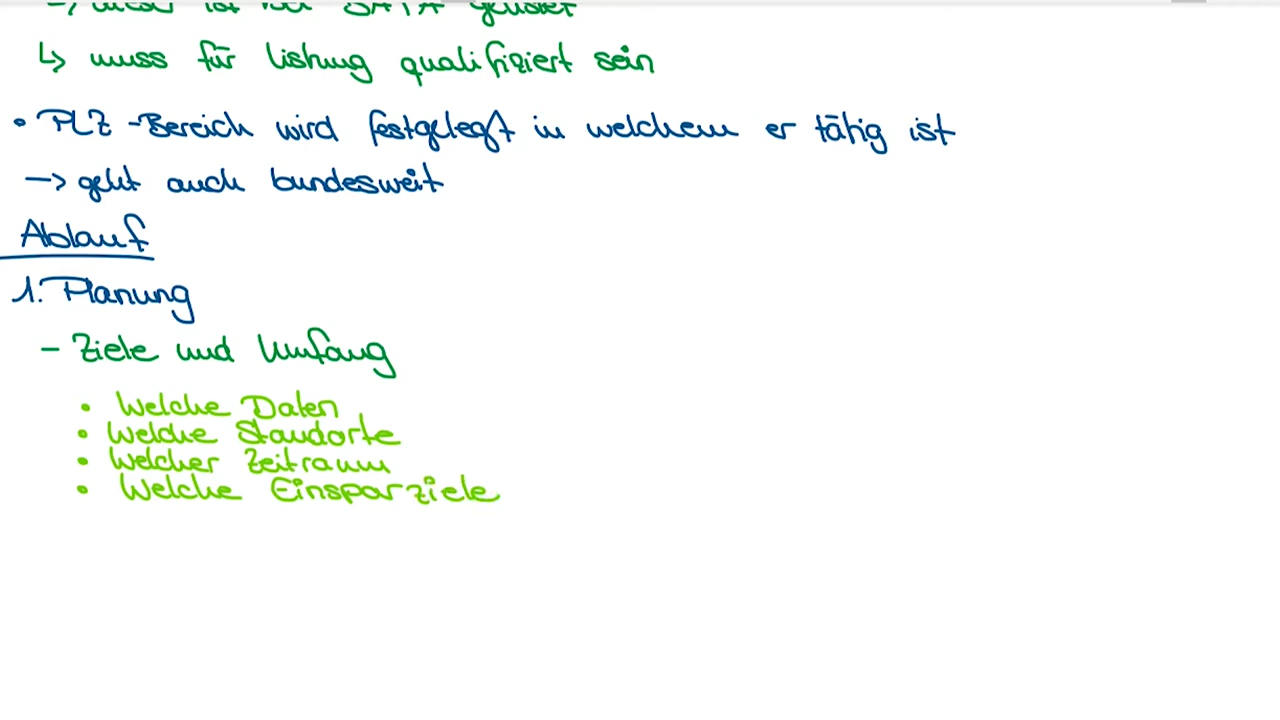 ↳ muss für listung qualifiziert sein
• PLZ-Bereich wird festgelegt in welchem er tätig ist
→ geht auch bundesweit
Ablauf
1. Planung
- Ziele und Umfang
• Welche Daten
• Welche Standorte
• Welcher Zeitraum
• Welche Einsparziele